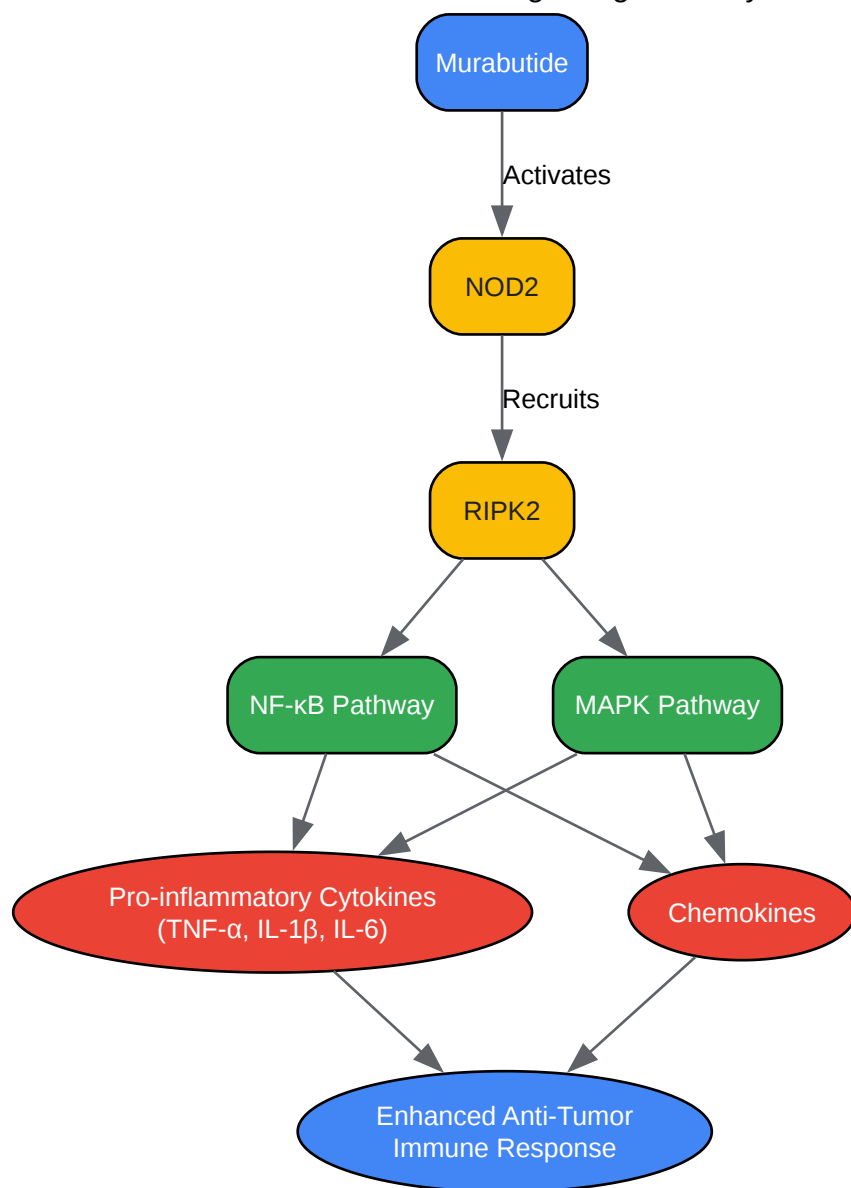 Murabutide
Activates
NOD2
Recruits
RIPK2
NF-κB Pathway
MAPK Pathway
Pro-inflammatory Cytokines
(TNF-α, IL-1β, IL-6)
Chemokines
Enhanced Anti-Tumor
Immune Response